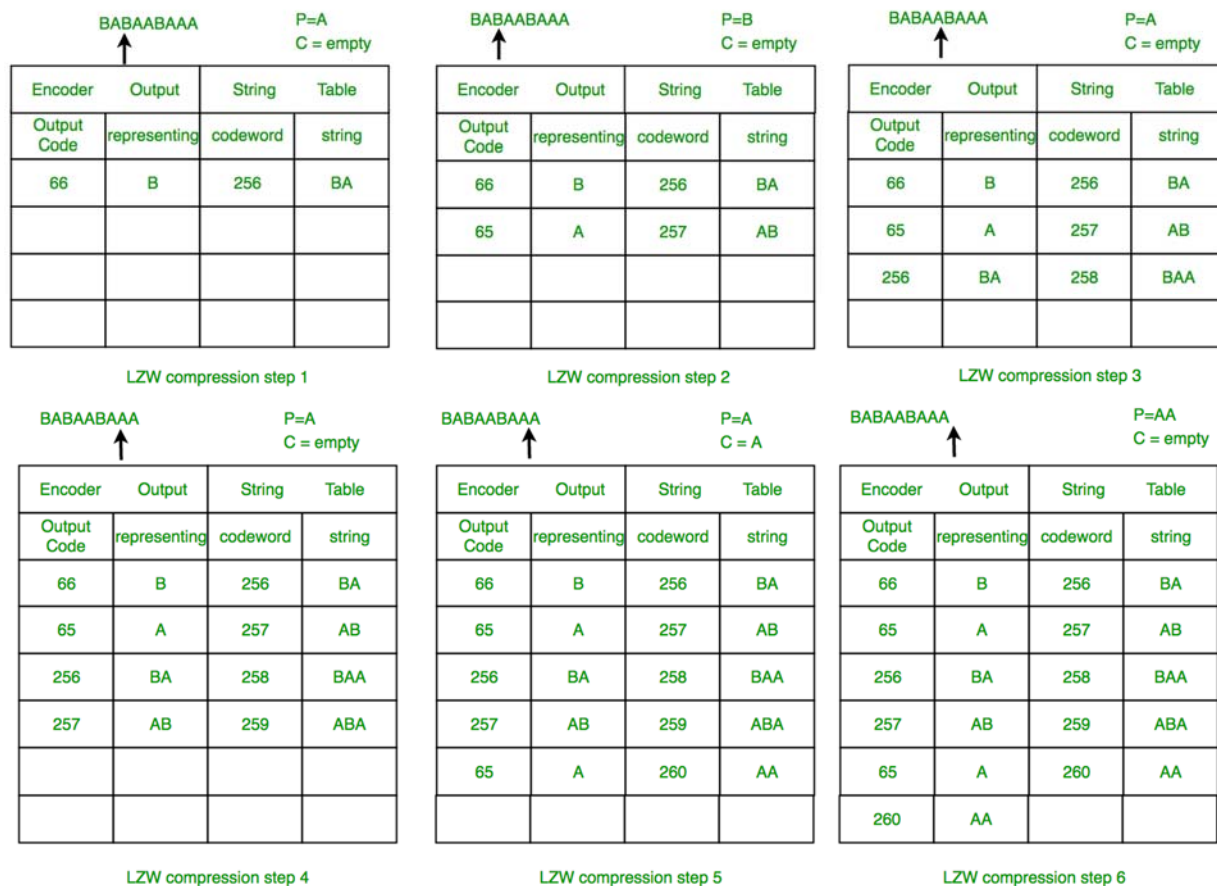 BABAABAAA P=A
C = empty
Encoder Output String Table
Output Code representing codeword string
66 B 256 BA
LZW compression step 1
BABAABAAA P=B
C = empty
Encoder Output String Table
Output Code representing codeword string
66 B 256 BA
65 A 257 AB
LZW compression step 2
BABAABAAA P=A
C = empty
Encoder Output String Table
Output Code representing codeword string
66 B 256 BA
65 A 257 AB
256 BA 258 BAA
LZW compression step 3
BABAABAAA P=A
C = empty
Encoder Output String Table
Output Code representing codeword string
66 B 256 BA
65 A 257 AB
256 BA 258 BAA
257 AB 259 ABA
LZW compression step 4
BABAABAAA P=A
C = A
Encoder Output String Table
Output Code representing codeword string
66 B 256 BA
65 A 257 AB
256 BA 258 BAA
257 AB 259 ABA
65 A 260 AA
LZW compression step 5
BABAABAAA P=AA
C = empty
Encoder Output String Table
Output Code representing codeword string
66 B 256 BA
65 A 257 AB
256 BA 258 BAA
257 AB 259 ABA
65 A 260 AA
260 AA
LZW compression step 6